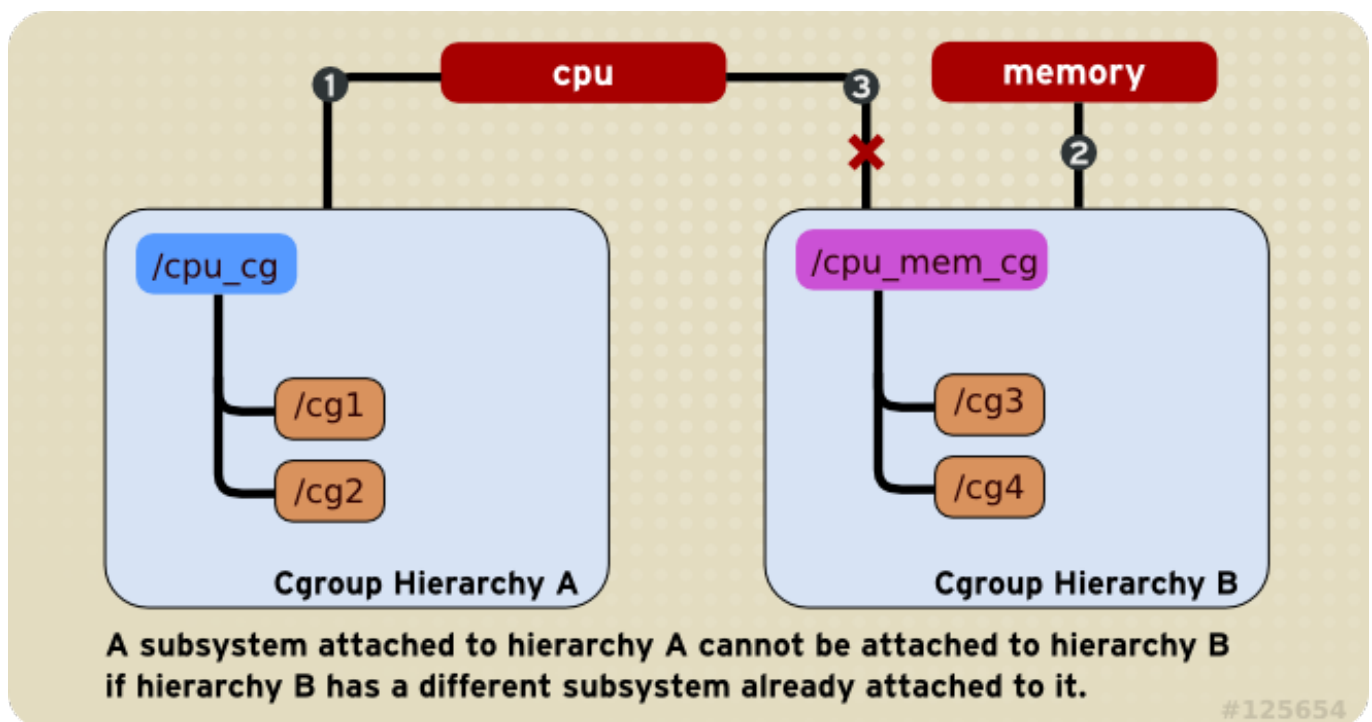 cpu
memory
1
3
2
/cpu_cg
/cg1
/cg2
Cgroup Hierarchy A
/cpu_mem_cg
/cg3
/cg4
Cgroup Hierarchy B
A subsystem attached to hierarchy A cannot be attached to hierarchy B
if hierarchy B has a different subsystem already attached to it.
#125654